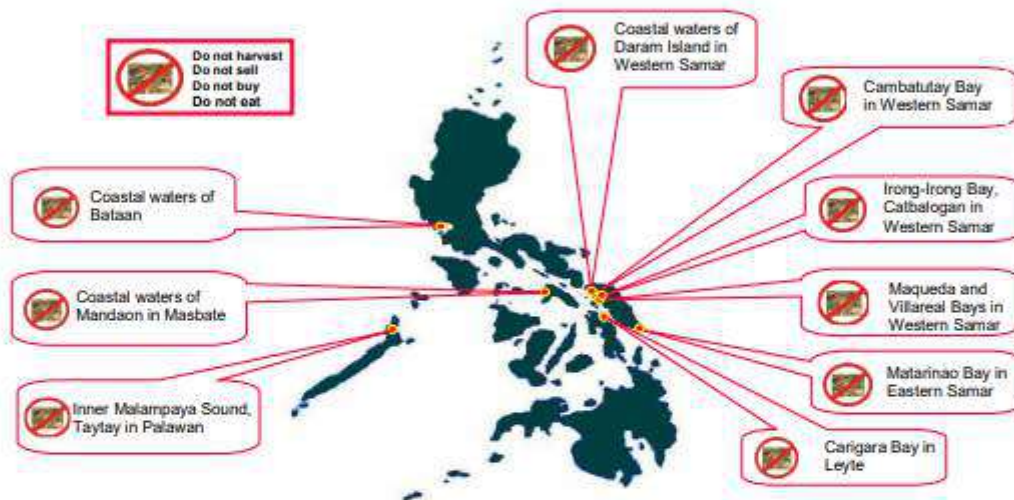 Do not harvest
Do not sell
Do not buy
Do not eat
Coastal waters of
Daram Island in
Western Samar
Cambatutay Bay
in Western Samar
Coastal waters of
Bataan
Irong-Irong Bay,
Catbalogan in
Western Samar
Coastal waters of
Mandaon in Masbate
Maqueda and
Villareal Bays in
Western Samar
Matarinao Bay in
Eastern Samar
Inner Malampaya Sound,
Taytay in Palawan
Carigara Bay in
Leyte